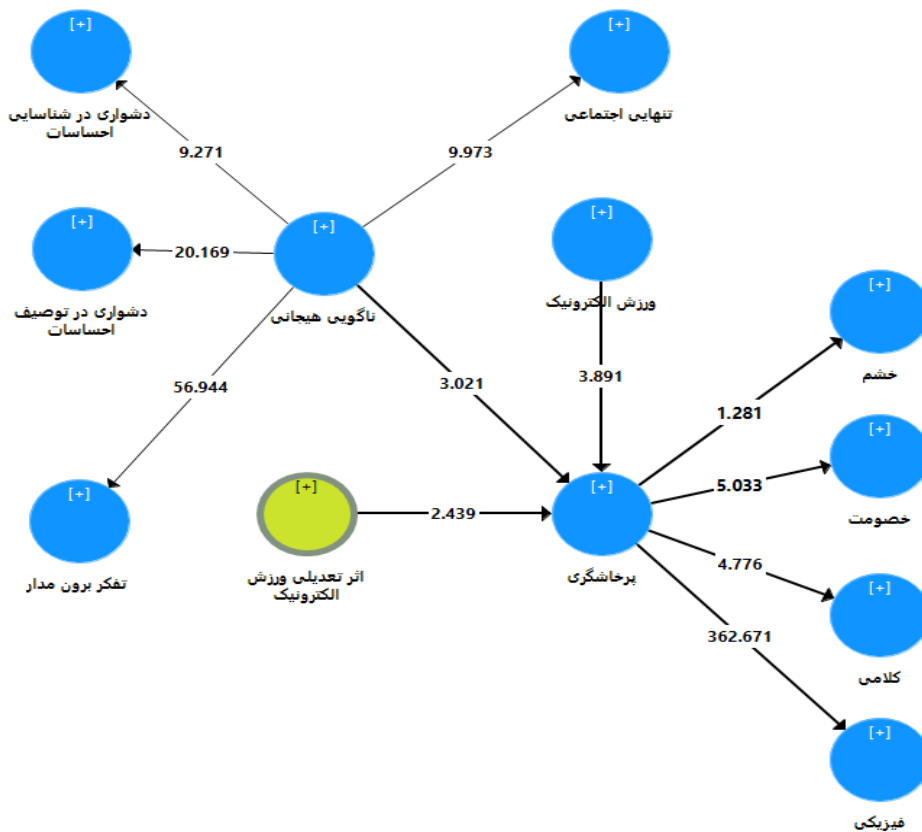 [+]
[+]
دشواری در شناسایی
احساسات
تنهایی اجتماعی
9.271
9.973
[+]
[+]
[+]
20.169
دشواری در توصیف
احساسات
ناگویی هیجانی
ورزش الکترونیک
[+]
خشم
56.944
3.021
3.891
1.281
[+]
[+]
[+]
[+]
2.439
5.033
خصومت
تفکر برون مدار
اثر تعدیلی ورزش
الکترونیک
پرخاشگری
4.776
[+]
362.671
کلامی
[+]
فیزیکی